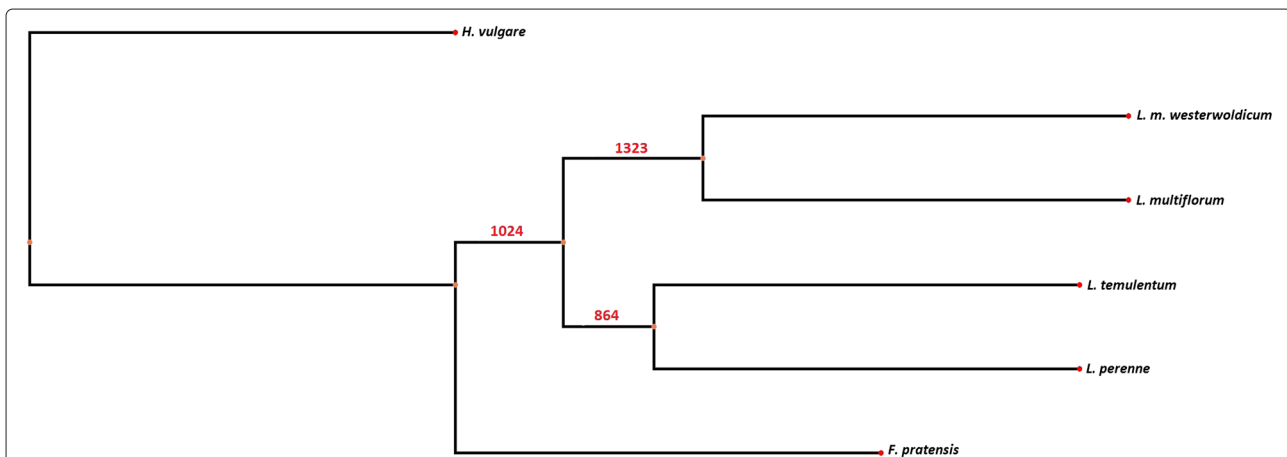 H. vulgare
L. m. westerwoldicum
1323
L. multiflorum
1024
L. temulentum
864
L. perenne
F. pratensis